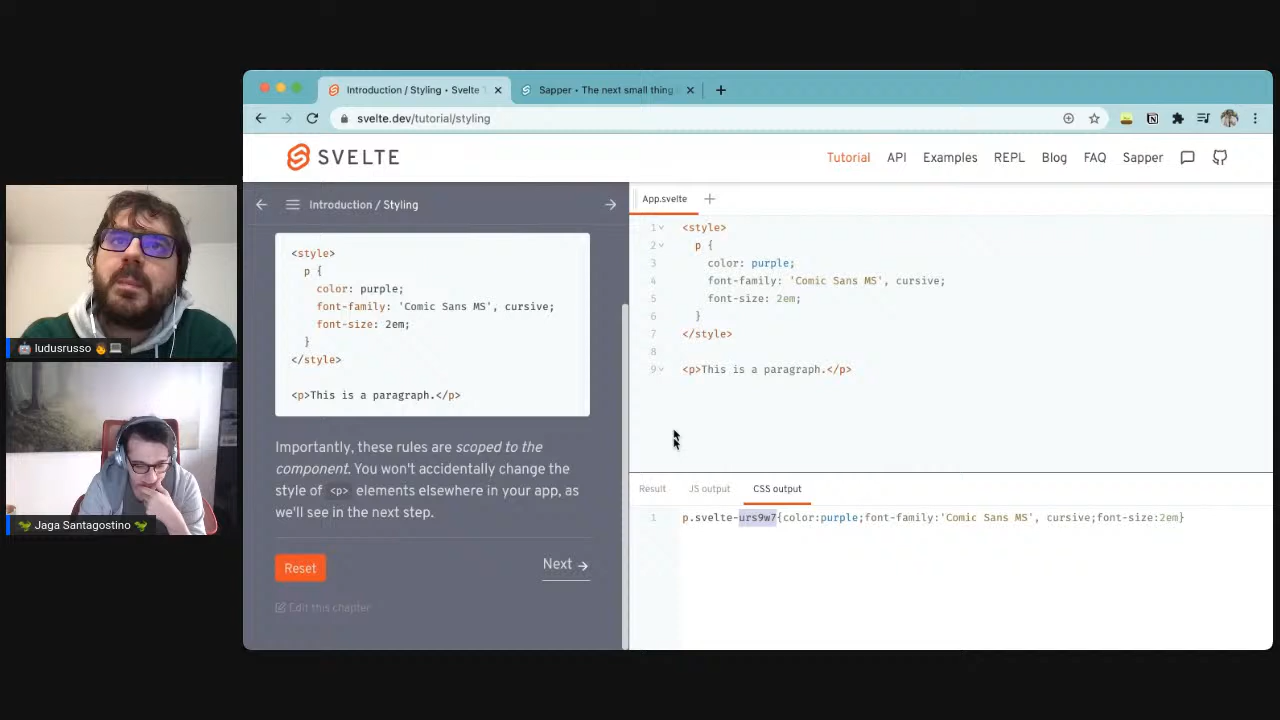 Introduction / Styling • Svelte T
Sapper • The next small thing
svelte.dev/tutorial/styling
SVELTE
Tutorial API Examples REPL Blog FAQ Sapper
Introduction / Styling
<style>
p {
color: purple;
font-family: 'Comic Sans MS', cursive;
font-size: 2em;
}
</style>
<p>This is a paragraph.</p>
Importantly, these rules are scoped to the
component. You won't accidentally change the
style of <p> elements elsewhere in your app, as
we'll see in the next step.
Reset
Next
Edit this chapter
App.svelte
1 <style>
2 p {
3 color: purple;
4 font-family: 'Comic Sans MS', cursive;
5 font-size: 2em;
6 }
7 </style>
8
9 <p>This is a paragraph.</p>
Result JS output CSS output
1 p.svelte-urs9w7{color:purple;font-family:'Comic Sans MS', cursive;font-size:2em}
ludusrusso
Jaga Santagostino